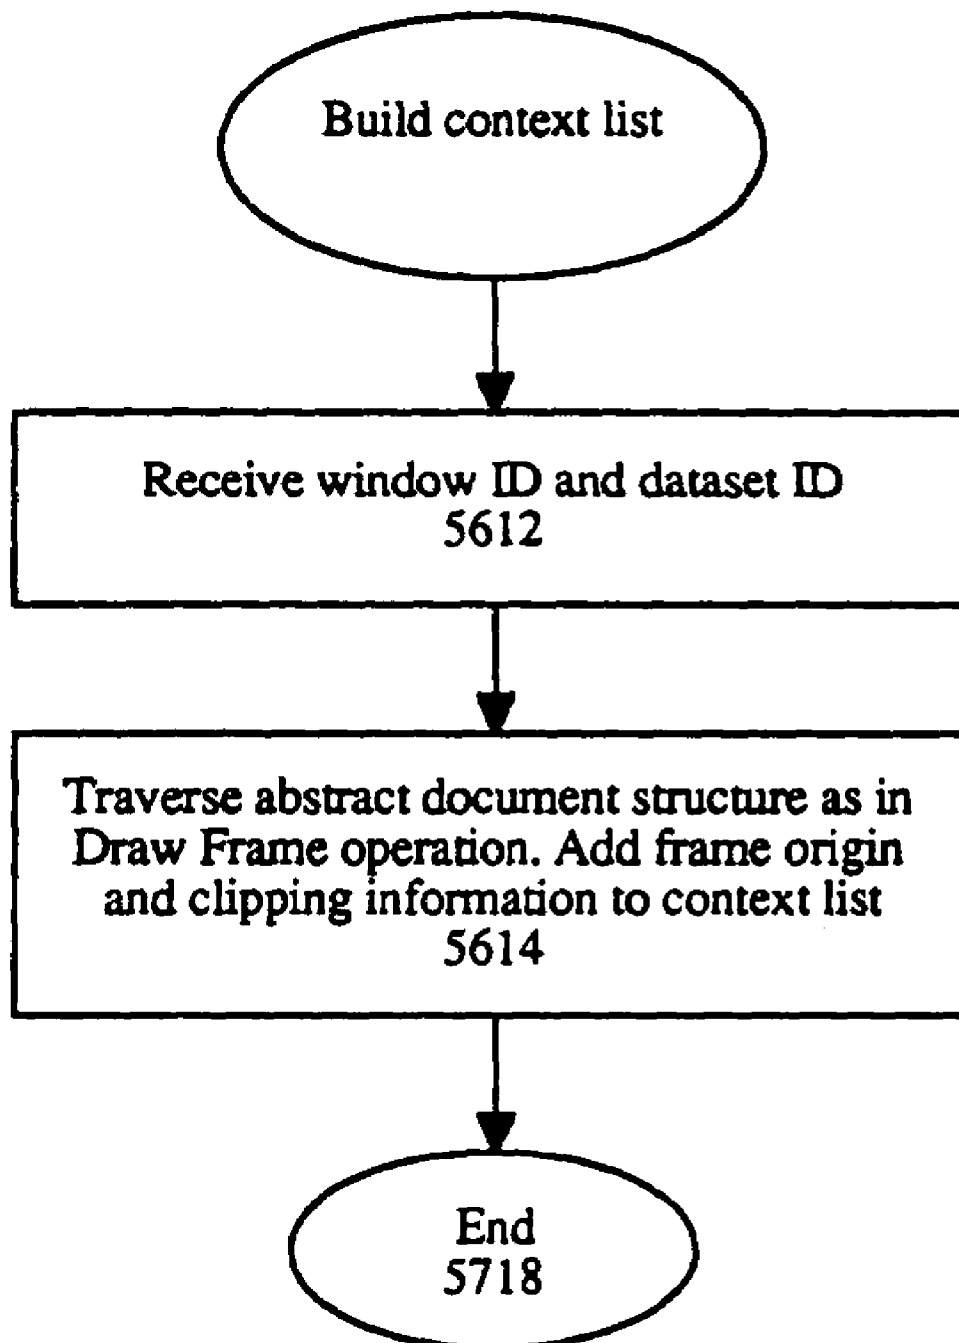 Build context list
Receive window ID and dataset ID
5612
Traverse abstract document structure as in
Draw Frame operation. Add frame origin
and clipping information to context list
5614
End
5718